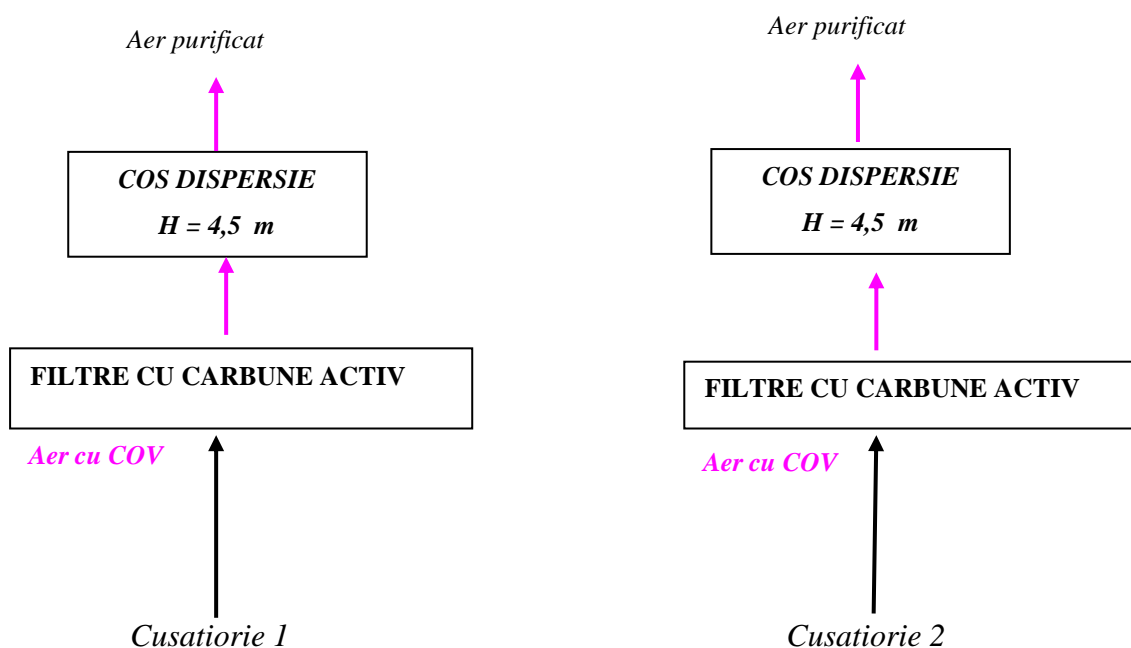 Aer purificat
COS DISPERSIE
H = 4,5 m
FILTRE CU CARBUNE ACTIV
Aer cu COV
Cusatiorie 1
Aer purificat
COS DISPERSIE
H = 4,5 m
FILTRE CU CARBUNE ACTIV
Aer cu COV
Cusatiorie 2